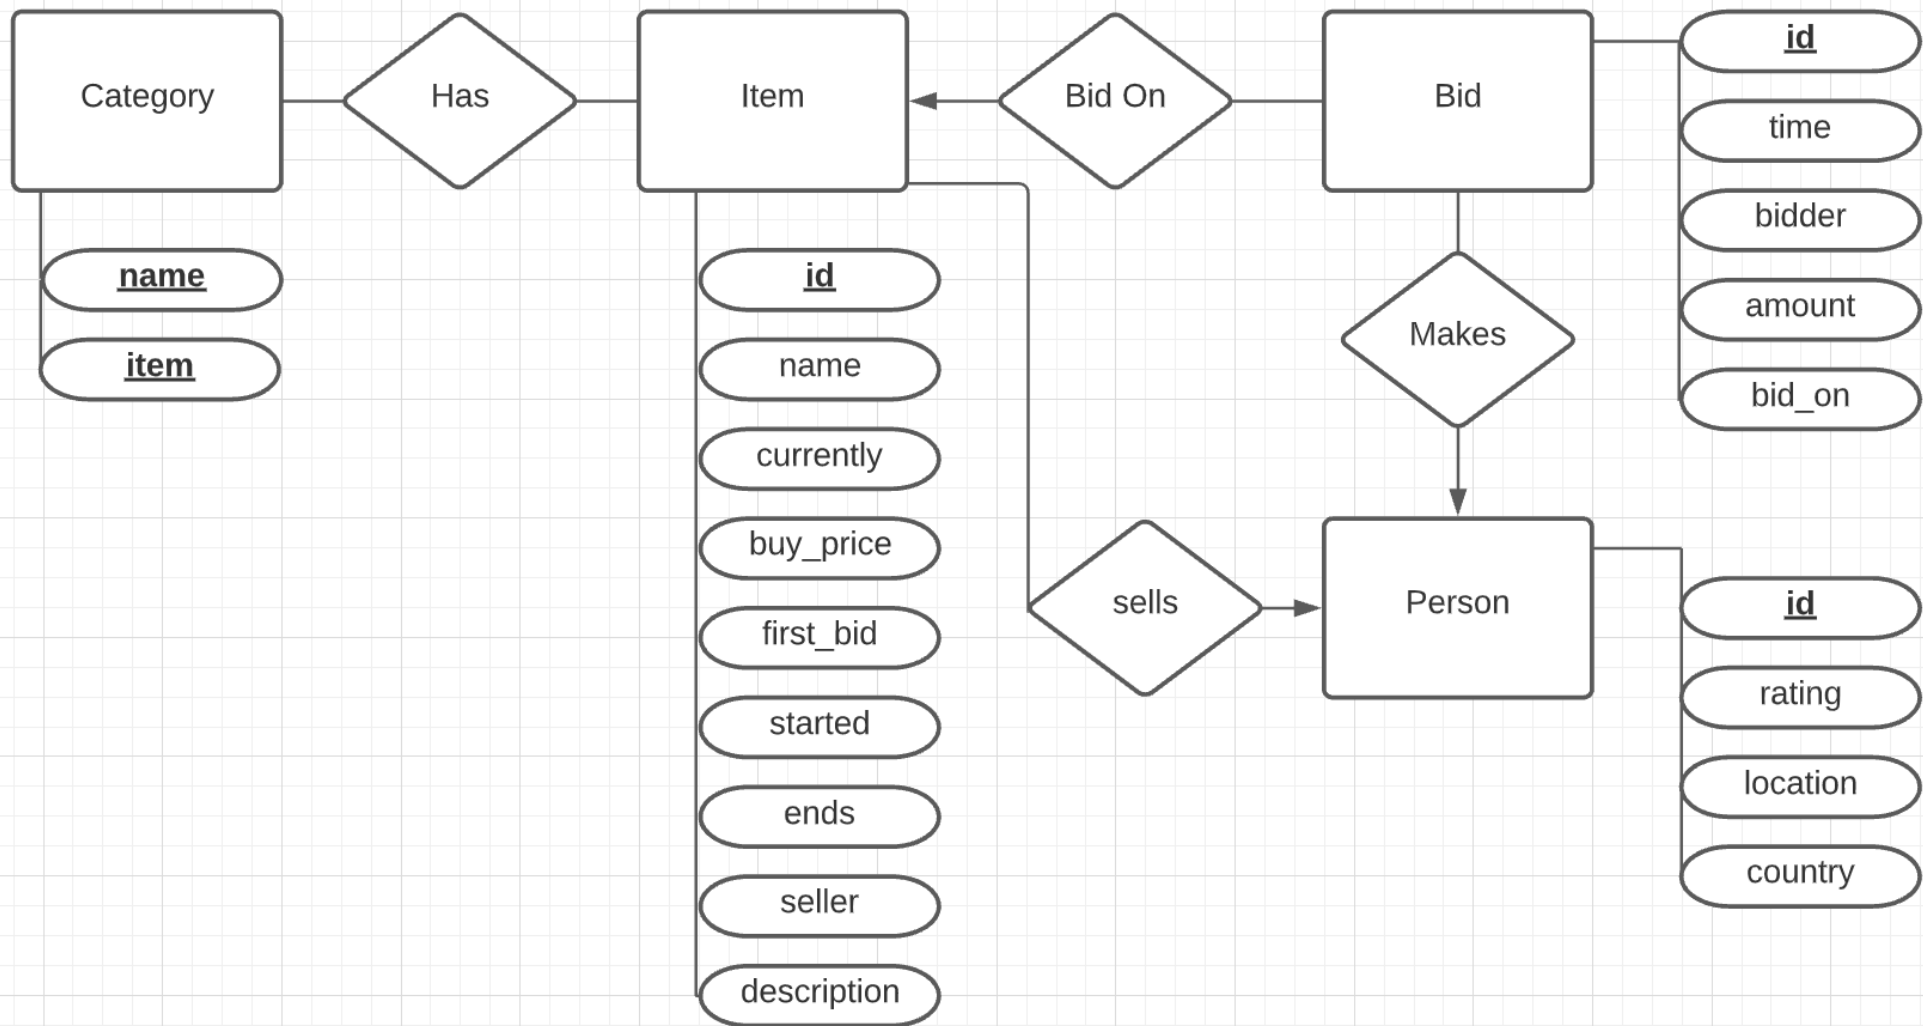 Category
Has
Item
Bid On
Bid
id
time
bidder
amount
bid_on
name
item
id
name
currently
buy_price
first_bid
started
ends
seller
description
Makes
sells
Person
id
rating
location
country